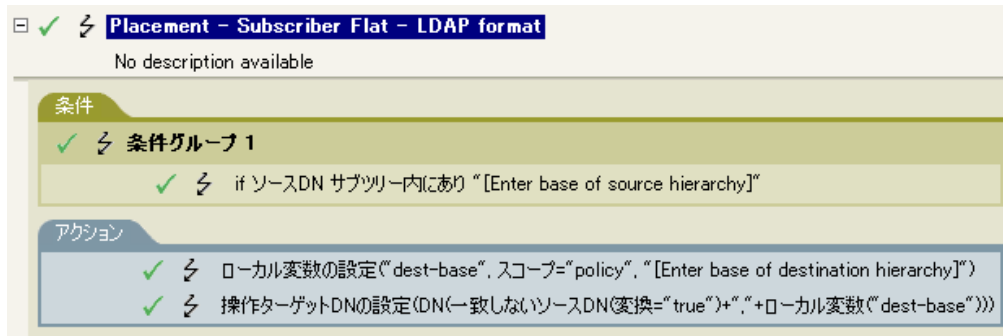 Placement - Subscriber Flat - LDAP format
No description available
条件
条件グループ 1
if ソースDN サブツリー内にあり "[Enter base of source hierarchy]"
アクション
ローカル変数の設定("dest-base", スコープ="policy", "[Enter base of destination hierarchy]")
操作ターゲットDNの設定(DN(一致しないソースDN(変換="true")+","+ローカル変数("dest-base")))